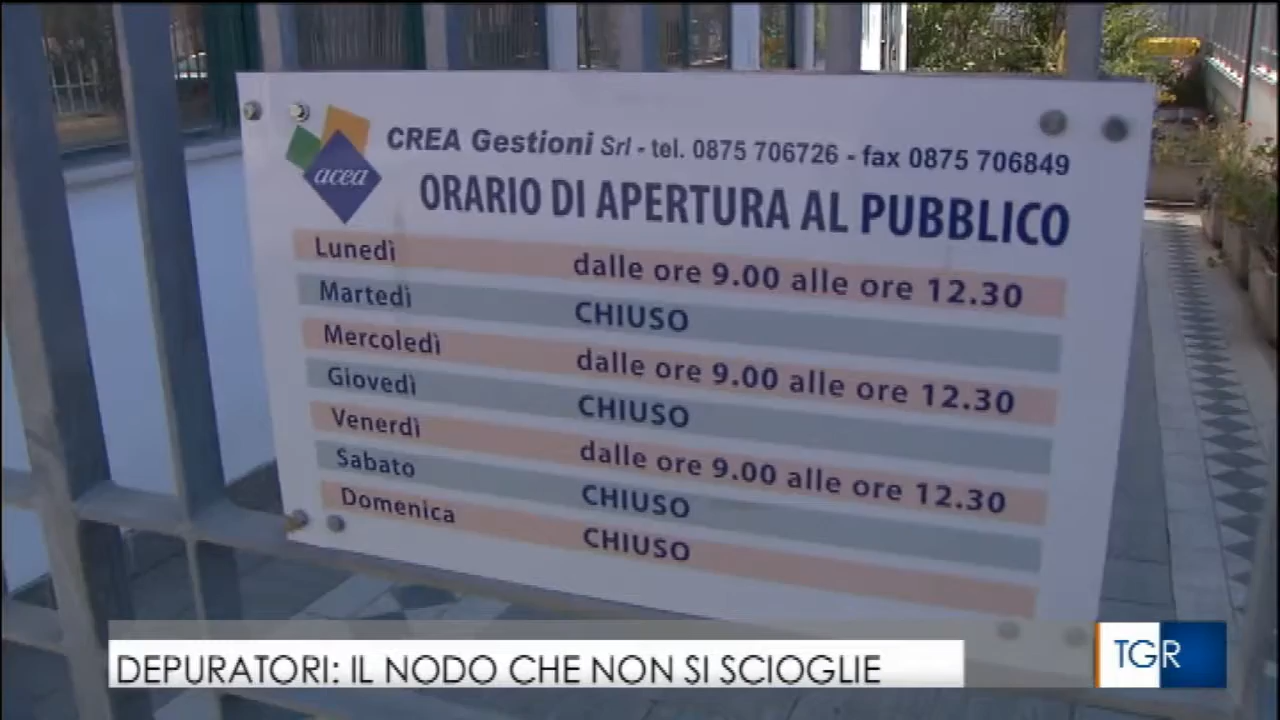 acea
CREA Gestioni Srl - tel. 0875 706726 - fax 0875 706849
ORARIO DI APERTURA AL PUBBLICO
Lunedì dalle ore 9.00 alle ore 12.30
Martedì CHIUSO
Mercoledì dalle ore 9.00 alle ore 12.30
Giovedì CHIUSO
Venerdì dalle ore 9.00 alle ore 12.30
Sabato CHIUSO
Domenica CHIUSO
DEPURATORI: IL NODO CHE NON SI SCIOGLIE
TGR